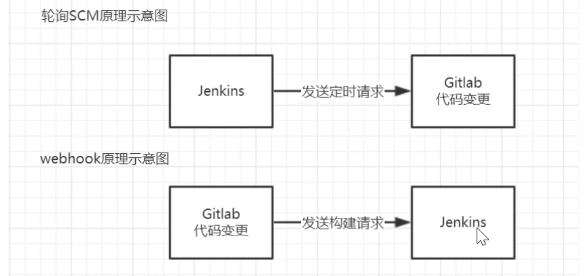 轮询SCM原理示意图
Jenkins
发送定时请求
Gitlab
代码变更
webhook原理示意图
Gitlab
代码变更
发送构建请求
Jenkins